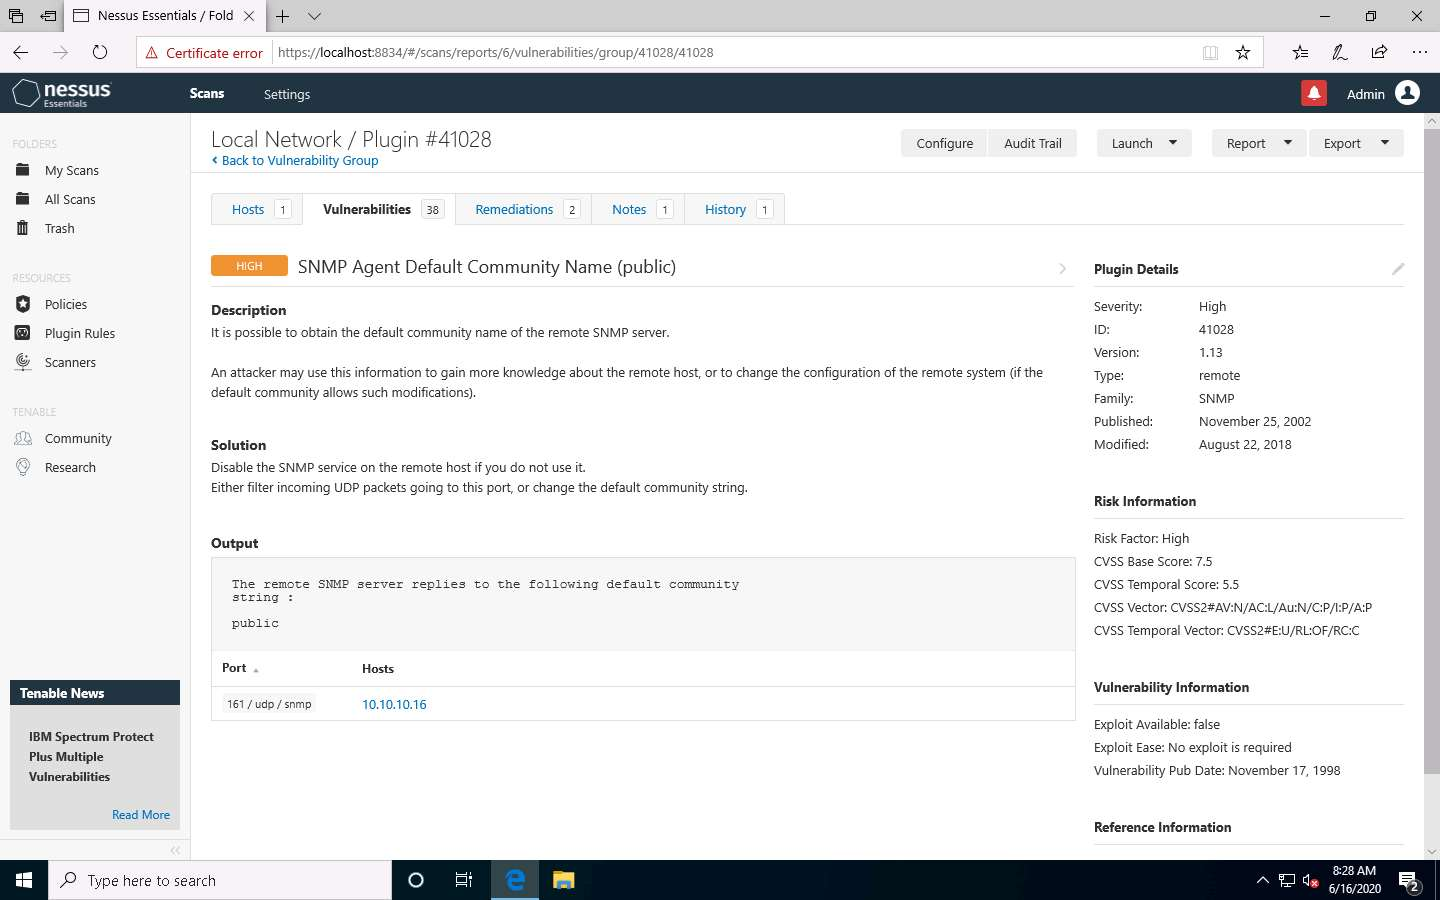 Nessus Essentials / Fold
Certificate error
https://localhost:8834/#/scans/reports/6/vulnerabilities/group/41028/41028
nessus
Essentials
Scans
Settings
Admin
FOLDERS
My Scans
All Scans
Trash
RESOURCES
Policies
Plugin Rules
Scanners
TENABLE
Community
Research
Tenable News
IBM Spectrum Protect
Plus Multiple
Vulnerabilities
Read More
Local Network / Plugin #41028
Back to Vulnerability Group
Configure
Audit Trail
Launch
Report
Export
Hosts 1
Vulnerabilities 38
Remediations 2
Notes 1
History 1
HIGH
SNMP Agent Default Community Name (public)
Description
It is possible to obtain the default community name of the remote SNMP server.
An attacker may use this information to gain more knowledge about the remote host, or to change the configuration of the remote system (if the
default community allows such modifications).
Solution
Disable the SNMP service on the remote host if you do not use it.
Either filter incoming UDP packets going to this port, or change the default community string.
Output
The remote SNMP server replies to the following default community
string :
public
Port Hosts
161 / udp / snmp 10.10.10.16
Plugin Details
Severity: High
ID: 41028
Version: 1.13
Type: remote
Family: SNMP
Published: November 25, 2002
Modified: August 22, 2018
Risk Information
Risk Factor: High
CVSS Base Score: 7.5
CVSS Temporal Score: 5.5
CVSS Vector: CVSS2#AV:N/AC:L/Au:N/C:P/I:P/A:P
CVSS Temporal Vector: CVSS2#E:U/RL:OF/RC:C
Vulnerability Information
Exploit Available: false
Exploit Ease: No exploit is required
Vulnerability Pub Date: November 17, 1998
Reference Information
Type here to search
8:28 AM
6/16/2020
2